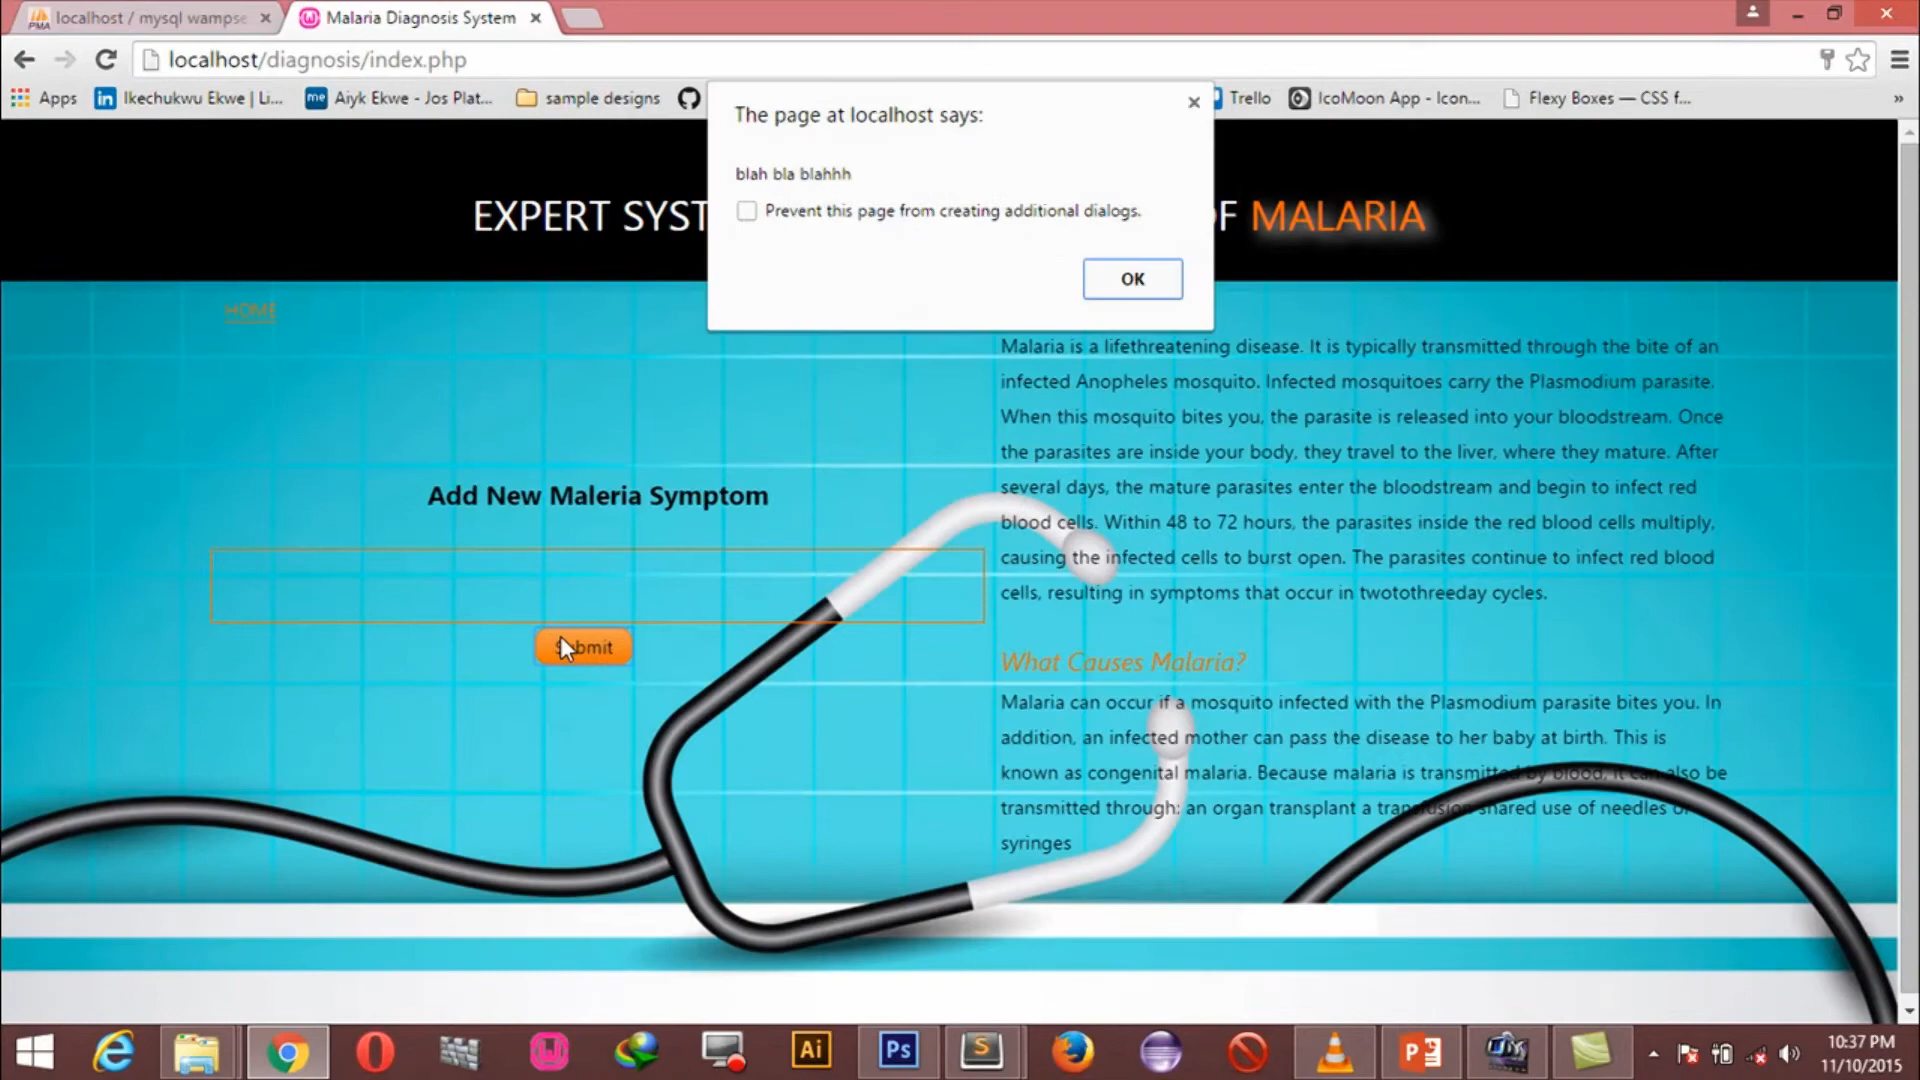 localhost / mysql wampse
Malaria Diagnosis System
localhost/diagnosis/index.php
Apps
Ikechukwu Ekwe | Li...
Aiyk Ekwe - Jos Plat...
sample designs
Trello
IcoMoon App - Icon...
Flexy Boxes — CSS f...
»
The page at localhost says:
blah bla blahhh
Prevent this page from creating additional dialogs.
OK
EXPERT SYST
F MALARIA
HOME
Add New Maleria Symptom
Submit
Malaria is a lifethreatening disease. It is typically transmitted through the bite of an
infected Anopheles mosquito. Infected mosquitoes carry the Plasmodium parasite.
When this mosquito bites you, the parasite is released into your bloodstream. Once
the parasites are inside your body, they travel to the liver, where they mature. After
several days, the mature parasites enter the bloodstream and begin to infect red
blood cells. Within 48 to 72 hours, the parasites inside the red blood cells multiply,
causing the infected cells to burst open. The parasites continue to infect red blood
cells, resulting in symptoms that occur in twotothreeday cycles.
What Causes Malaria?
Malaria can occur if a mosquito infected with the Plasmodium parasite bites you. In
addition, an infected mother can pass the disease to her baby at birth. This is
known as congenital malaria. Because malaria is transmitted by blood, it can also be
transmitted through: an organ transplant a transfusion shared use of needles or
syringes
10:37 PM
11/10/2015